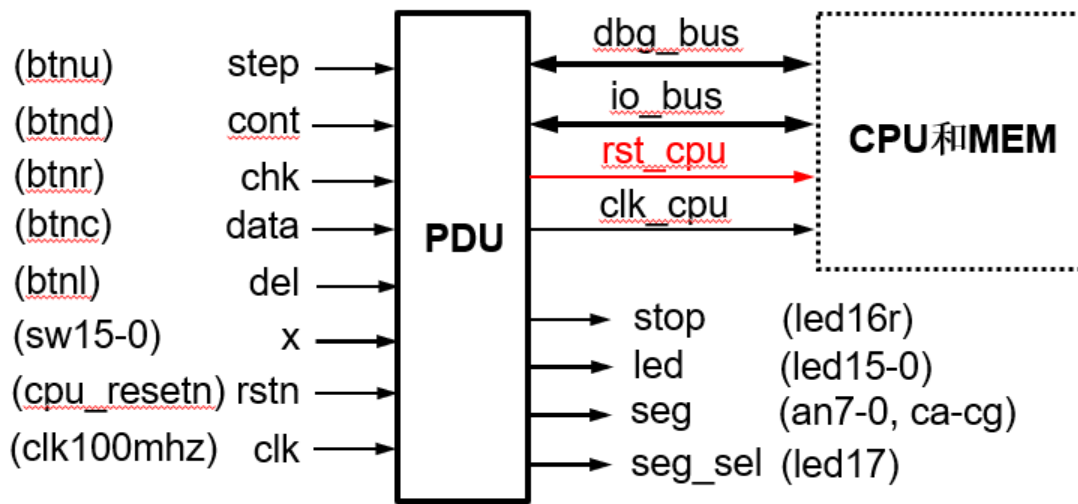 (btnu) step
(btnd) cont
(btnr) chk
(btnc) data
(btnl) del
(sw15-0) x
(cpu_resetn) rstn
(clk100mhz) clk
PDU
dbg_bus
io_bus
rst_cpu
clk_cpu
CPU和MEM
stop (led16r)
led (led15-0)
seg (an7-0, ca-cg)
seg_sel (led17)